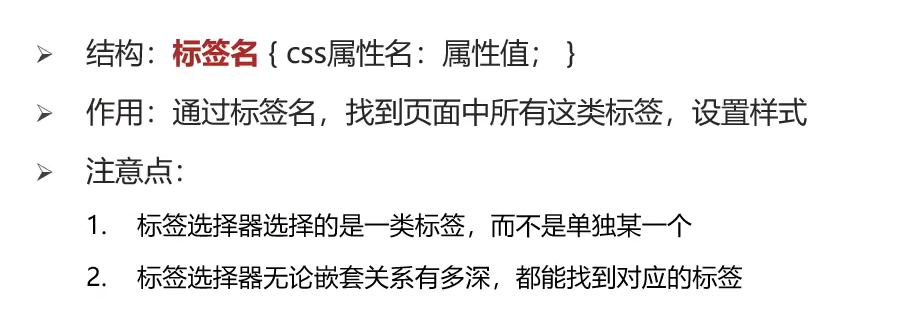 结构：标签名 { css属性名：属性值； }
作用：通过标签名，找到页面中所有这类标签，设置样式
注意点：
1. 标签选择器选择的是一类标签，而不是单独某一个
2. 标签选择器无论嵌套关系有多深，都能找到对应的标签